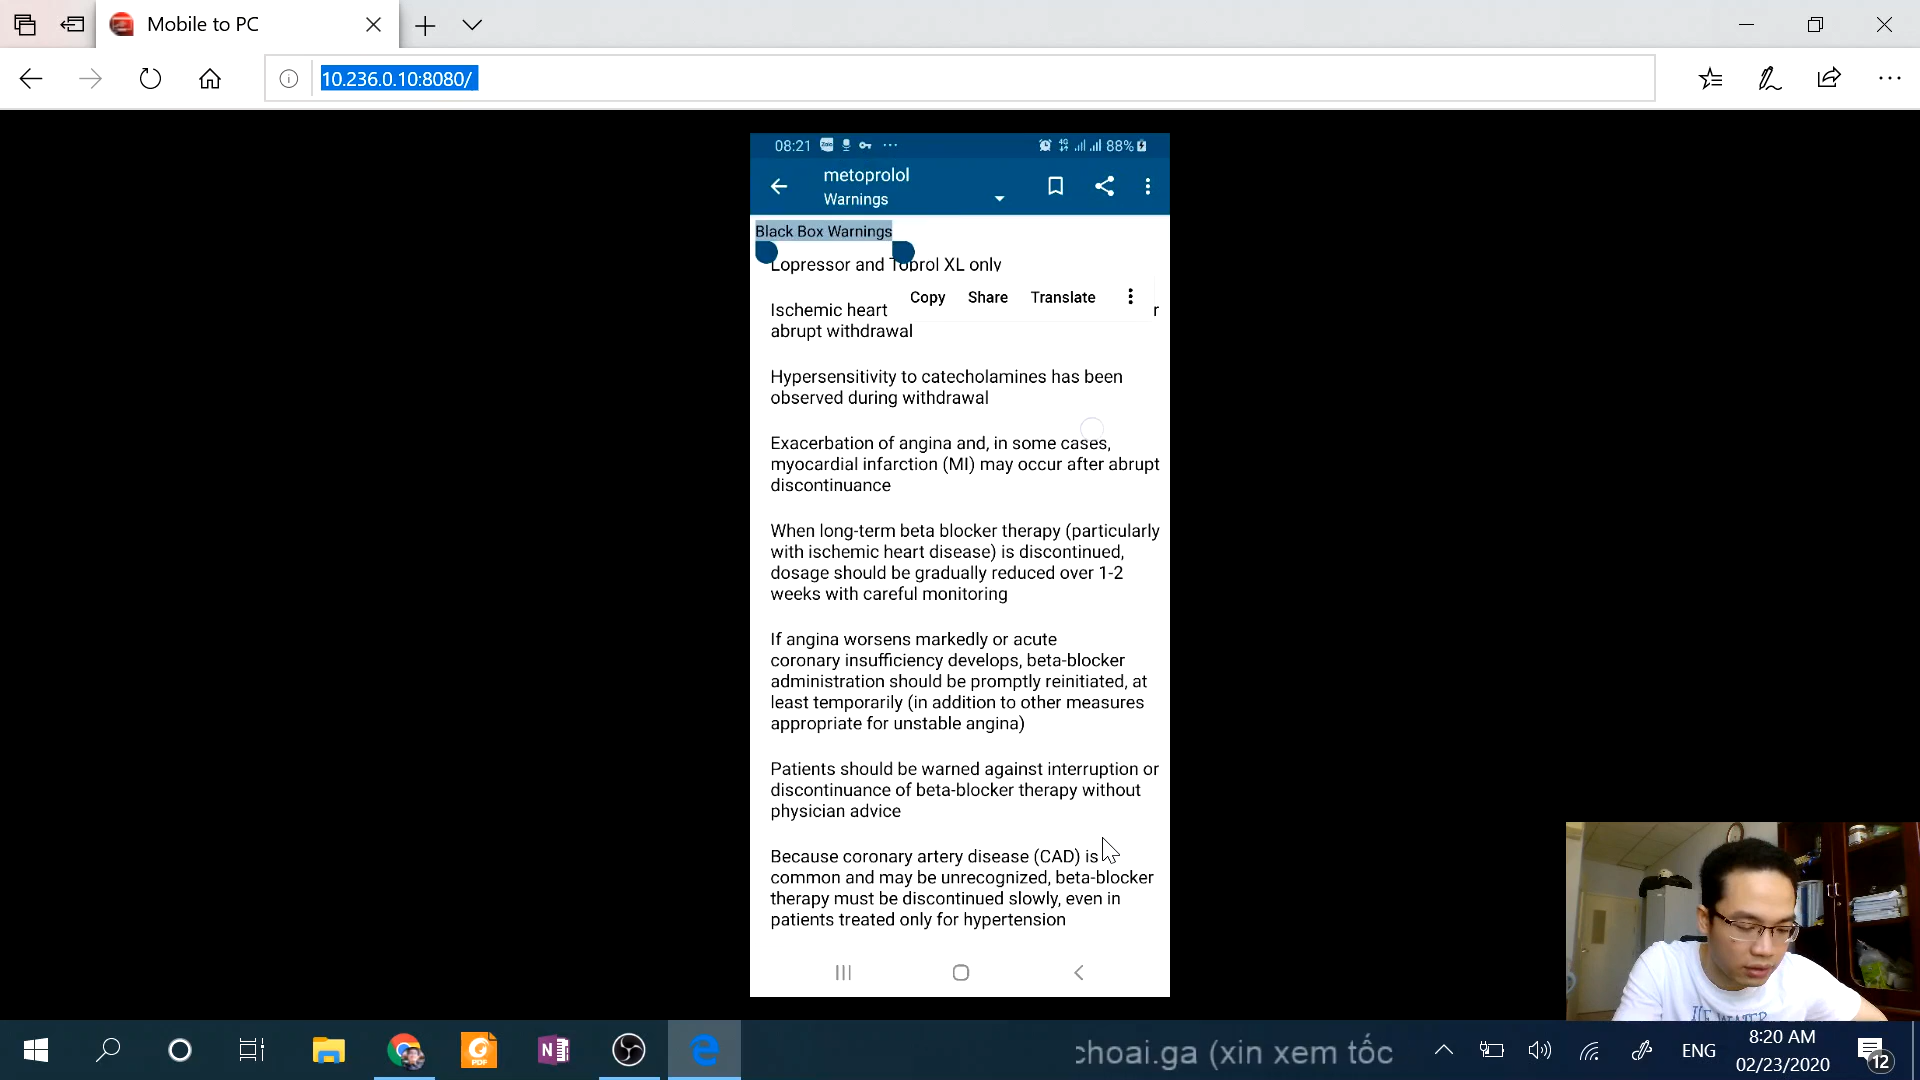 Mobile to PC
10.236.0.10:8080/
08:21
88%
metoprolol
Warnings
Black Box Warnings
Lopressor and Toprol XL only
Copy Share Translate
Ischemic heart r
abrupt withdrawal
Hypersensitivity to catecholamines has been
observed during withdrawal
Exacerbation of angina and, in some cases,
myocardial infarction (MI) may occur after abrupt
discontinuance
When long-term beta blocker therapy (particularly
with ischemic heart disease) is discontinued,
dosage should be gradually reduced over 1-2
weeks with careful monitoring
If angina worsens markedly or acute
coronary insufficiency develops, beta-blocker
administration should be promptly reinitiated, at
least temporarily (in addition to other measures
appropriate for unstable angina)
Patients should be warned against interruption or
discontinuance of beta-blocker therapy without
physician advice
Because coronary artery disease (CAD) is
common and may be unrecognized, beta-blocker
therapy must be discontinued slowly, even in
patients treated only for hypertension
choai.ga (xin xem tốc
ENG
8:20 AM
02/23/2020
12
PDF